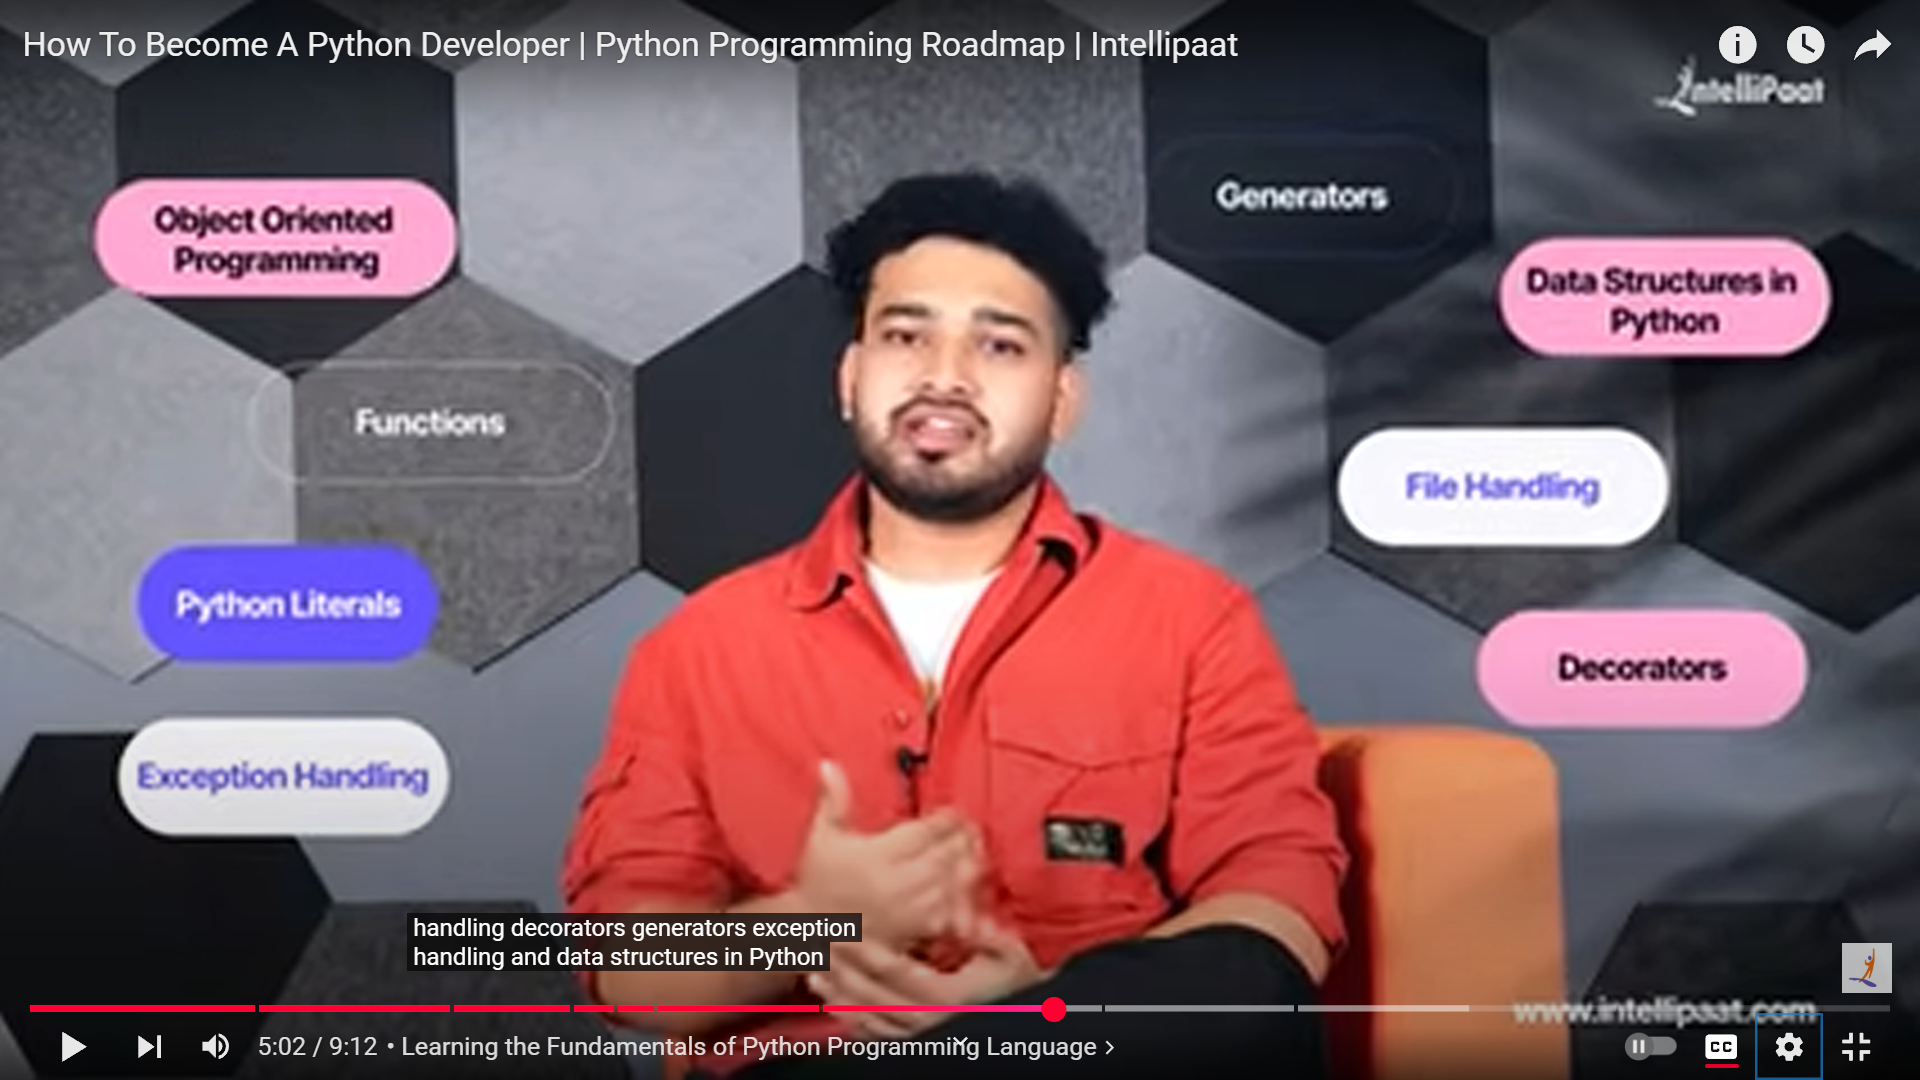 How To Become A Python Developer | Python Programming Roadmap | Intellipaat
IntelliPaat
Object Oriented
Programming
Generators
Data Structures in
Python
Functions
File Handling
Python Literals
Decorators
Exception Handling
handling decorators generators exception
handling and data structures in Python
www.intellipaat.com
5:02 / 9:12 • Learning the Fundamentals of Python Programming Language >
CC